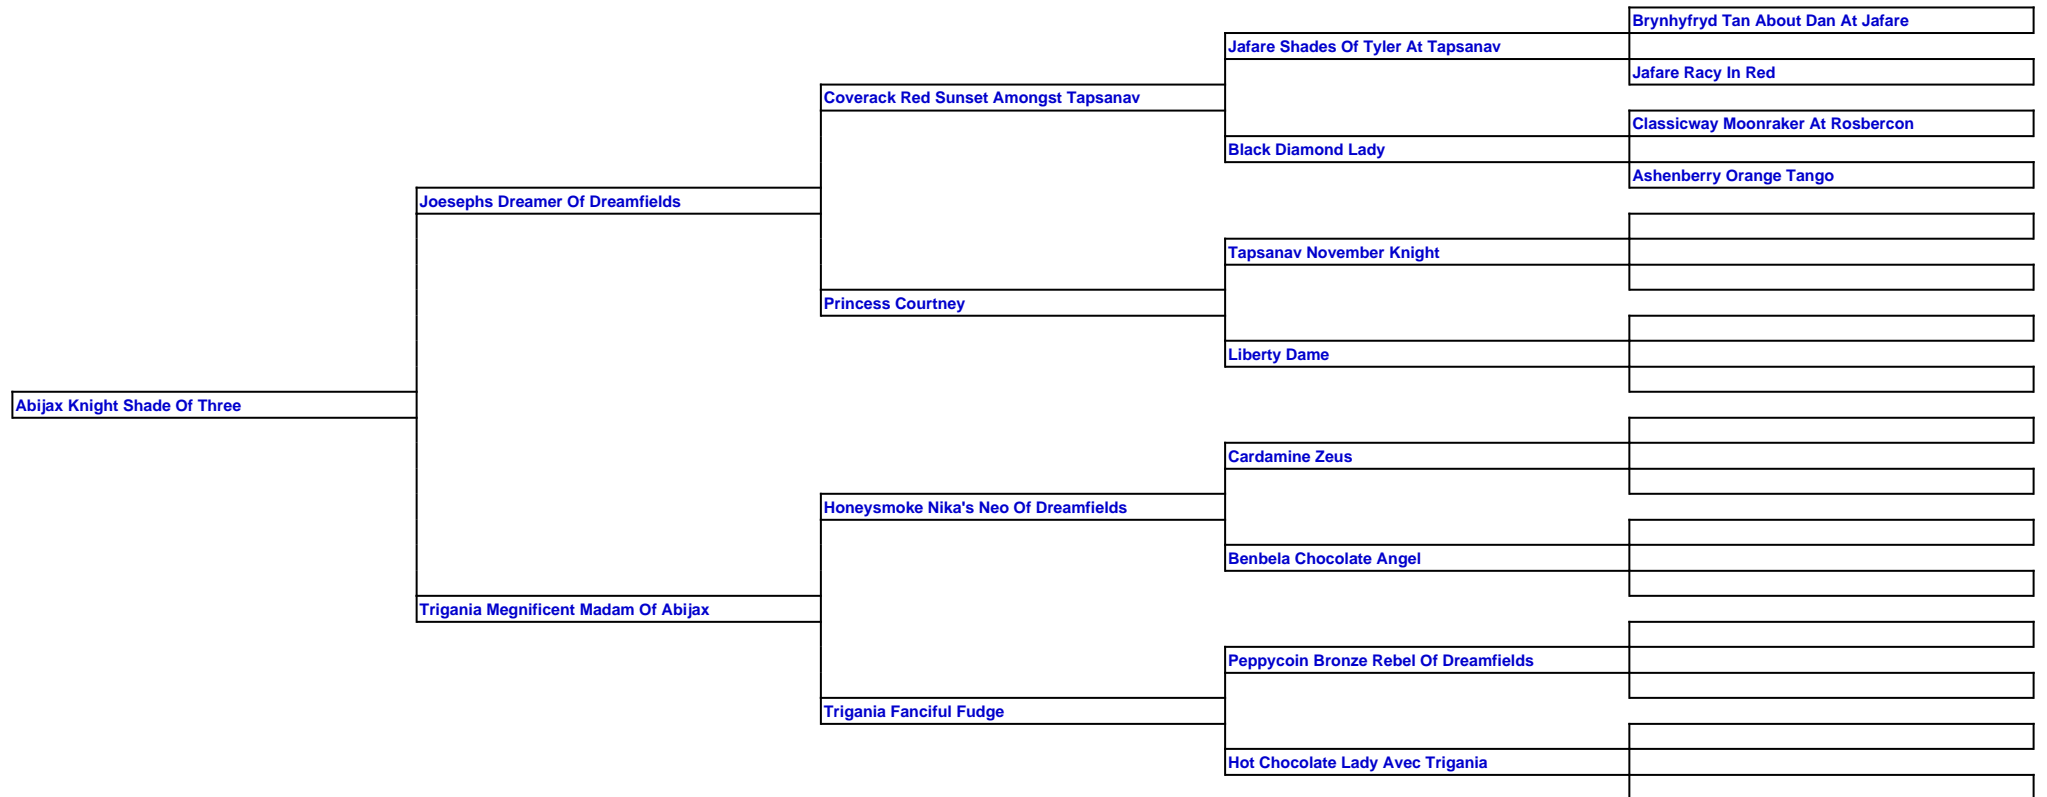 Brynhyfryd Tan About Dan At Jafare
Jafare Shades Of Tyler At Tapsanav
Jafare Racy In Red
Coverack Red Sunset Amongst Tapsanav
Classicway Moonraker At Rosbercon
Black Diamond Lady
Ashenberry Orange Tango
Joesephs Dreamer Of Dreamfields
Tapsanav November Knight
Princess Courtney
Liberty Dame
Abijax Knight Shade Of Three
Cardamine Zeus
Honeysmoke Nika's Neo Of Dreamfields
Benbela Chocolate Angel
Trigania Megnificent Madam Of Abijax
Peppycoin Bronze Rebel Of Dreamfields
Trigania Fanciful Fudge
Hot Chocolate Lady Avec Trigania